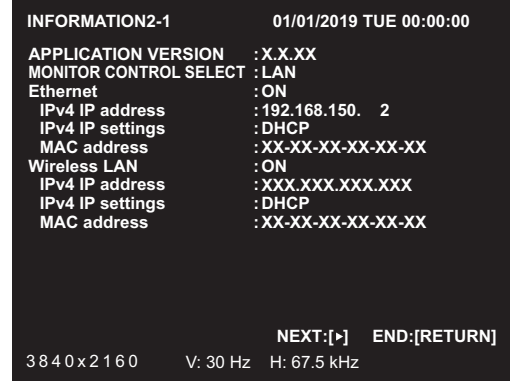 INFORMATION2-1 01/01/2019 TUE 00:00:00
APPLICATION VERSION :X.X.XX
MONITOR CONTROL SELECT :LAN
Ethernet :ON
IPv4 IP address :192.168.150. 2
IPv4 IP settings :DHCP
MAC address :XX-XX-XX-XX-XX-XX
Wireless LAN :ON
IPv4 IP address :XXX.XXX.XXX.XXX
IPv4 IP settings :DHCP
MAC address :XX-XX-XX-XX-XX-XX
NEXT:[▶] END:[RETURN]
3840x2160 V: 30 Hz H: 67.5 kHz